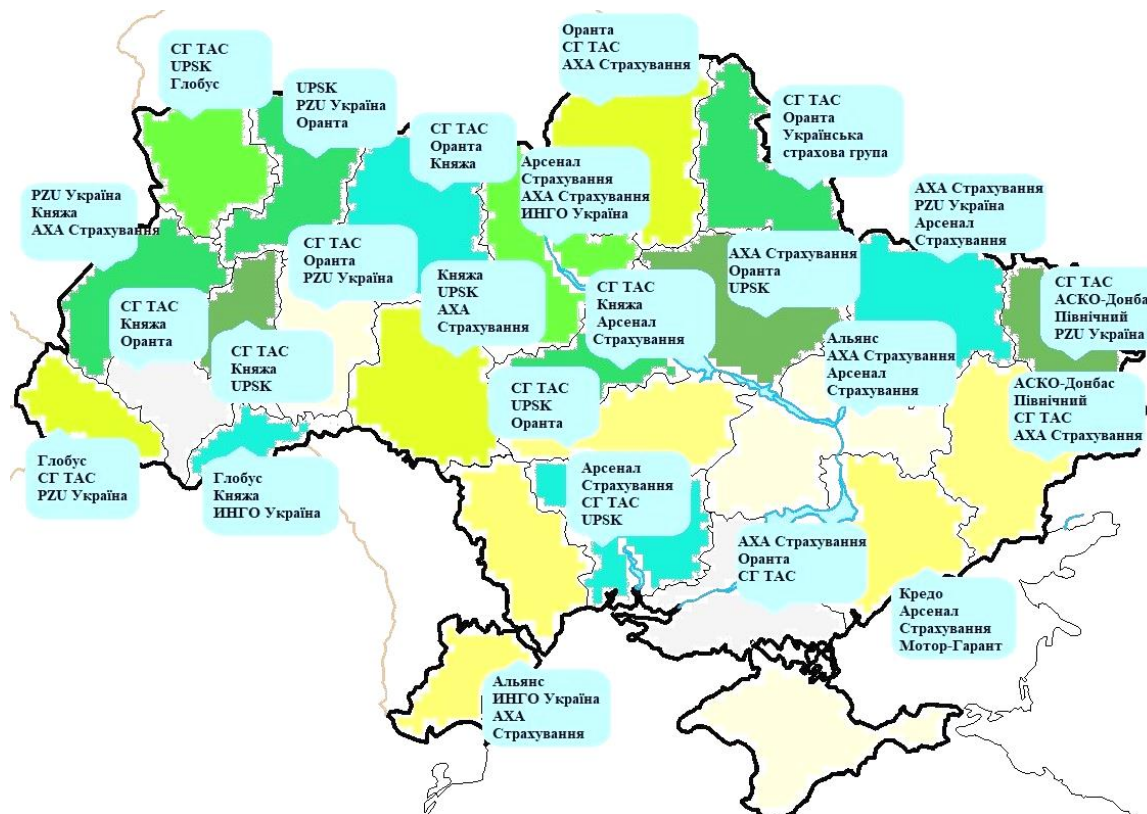 СГ ТАС
UPSK
Глобус
UPSK
PZU Україна
Оранта
Оранта
СГ ТАС
АХА Страхування
СГ ТАС
Оранта
Княжа
СГ ТАС
Оранта
Українська
страхова група
Арсенал
Страхування
АХА Страхування
ИНГО Україна
PZU Україна
Княжа
АХА Страхування
АХА Страхування
PZU Україна
Арсенал
Страхування
СГ ТАС
Оранта
PZU Україна
АХА Страхування
Оранта
UPSK
Княжа
UPSK
АХА
Страхування
СГ ТАС
Княжа
Арсенал
Страхування
СГ ТАС
АСКО-Донбас
Північний
PZU Україна
СГ ТАС
Княжа
Оранта
СГ ТАС
Княжа
UPSK
Альянс
АХА Страхування
Арсенал
Страхування
СГ ТАС
UPSK
Оранта
АСКО-Донбас
Північний
СГ ТАС
АХА Страхування
Глобус
СГ ТАС
PZU Україна
Глобус
Княжа
ИНГО Україна
Арсенал
Страхування
СГ ТАС
UPSK
АХА Страхування
Оранта
СГ ТАС
Кредо
Арсенал
Страхування
Мотор-Гарант
Альянс
ИНГО Україна
АХА
Страхування